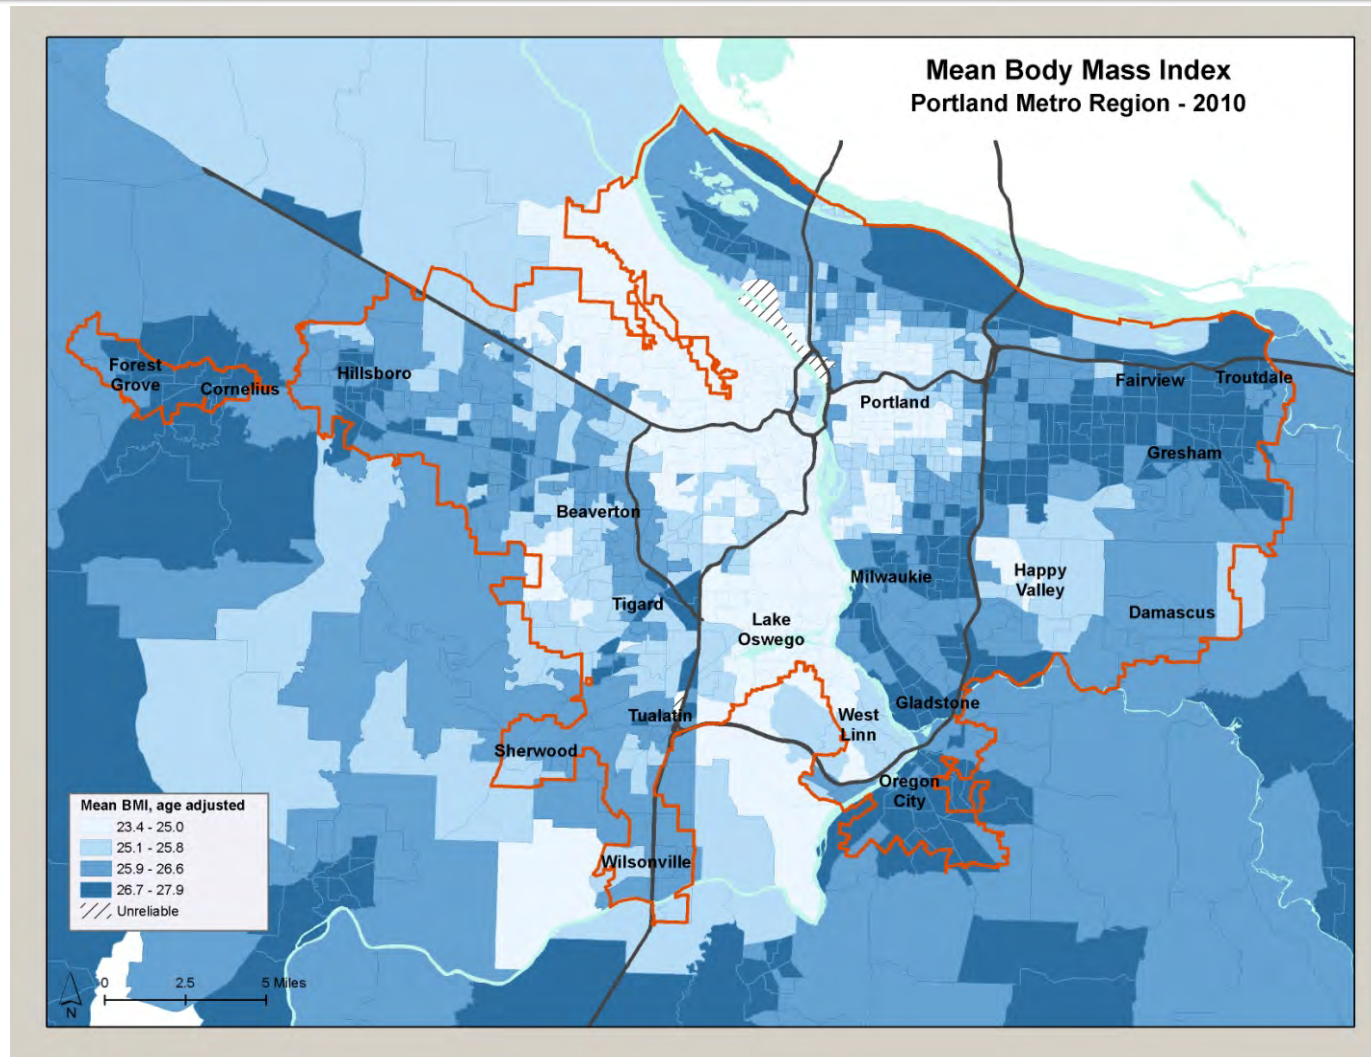 Mean Body Mass Index
Portland Metro Region - 2010
Forest
Grove
Cornelius
Hillsboro
Portland
Fairview
Troutdale
Gresham
Beaverton
Milwaukie
Happy
Valley
Tigard
Lake
Oswego
Damascus
Tualatin
West
Linn
Gladstone
Sherwood
Oregon
City
Wilsonville
Mean BMI, age adjusted
23.4 - 25.0
25.1 - 25.8
25.9 - 26.6
26.7 - 27.9
Unreliable
0 2.5 5 Miles
N